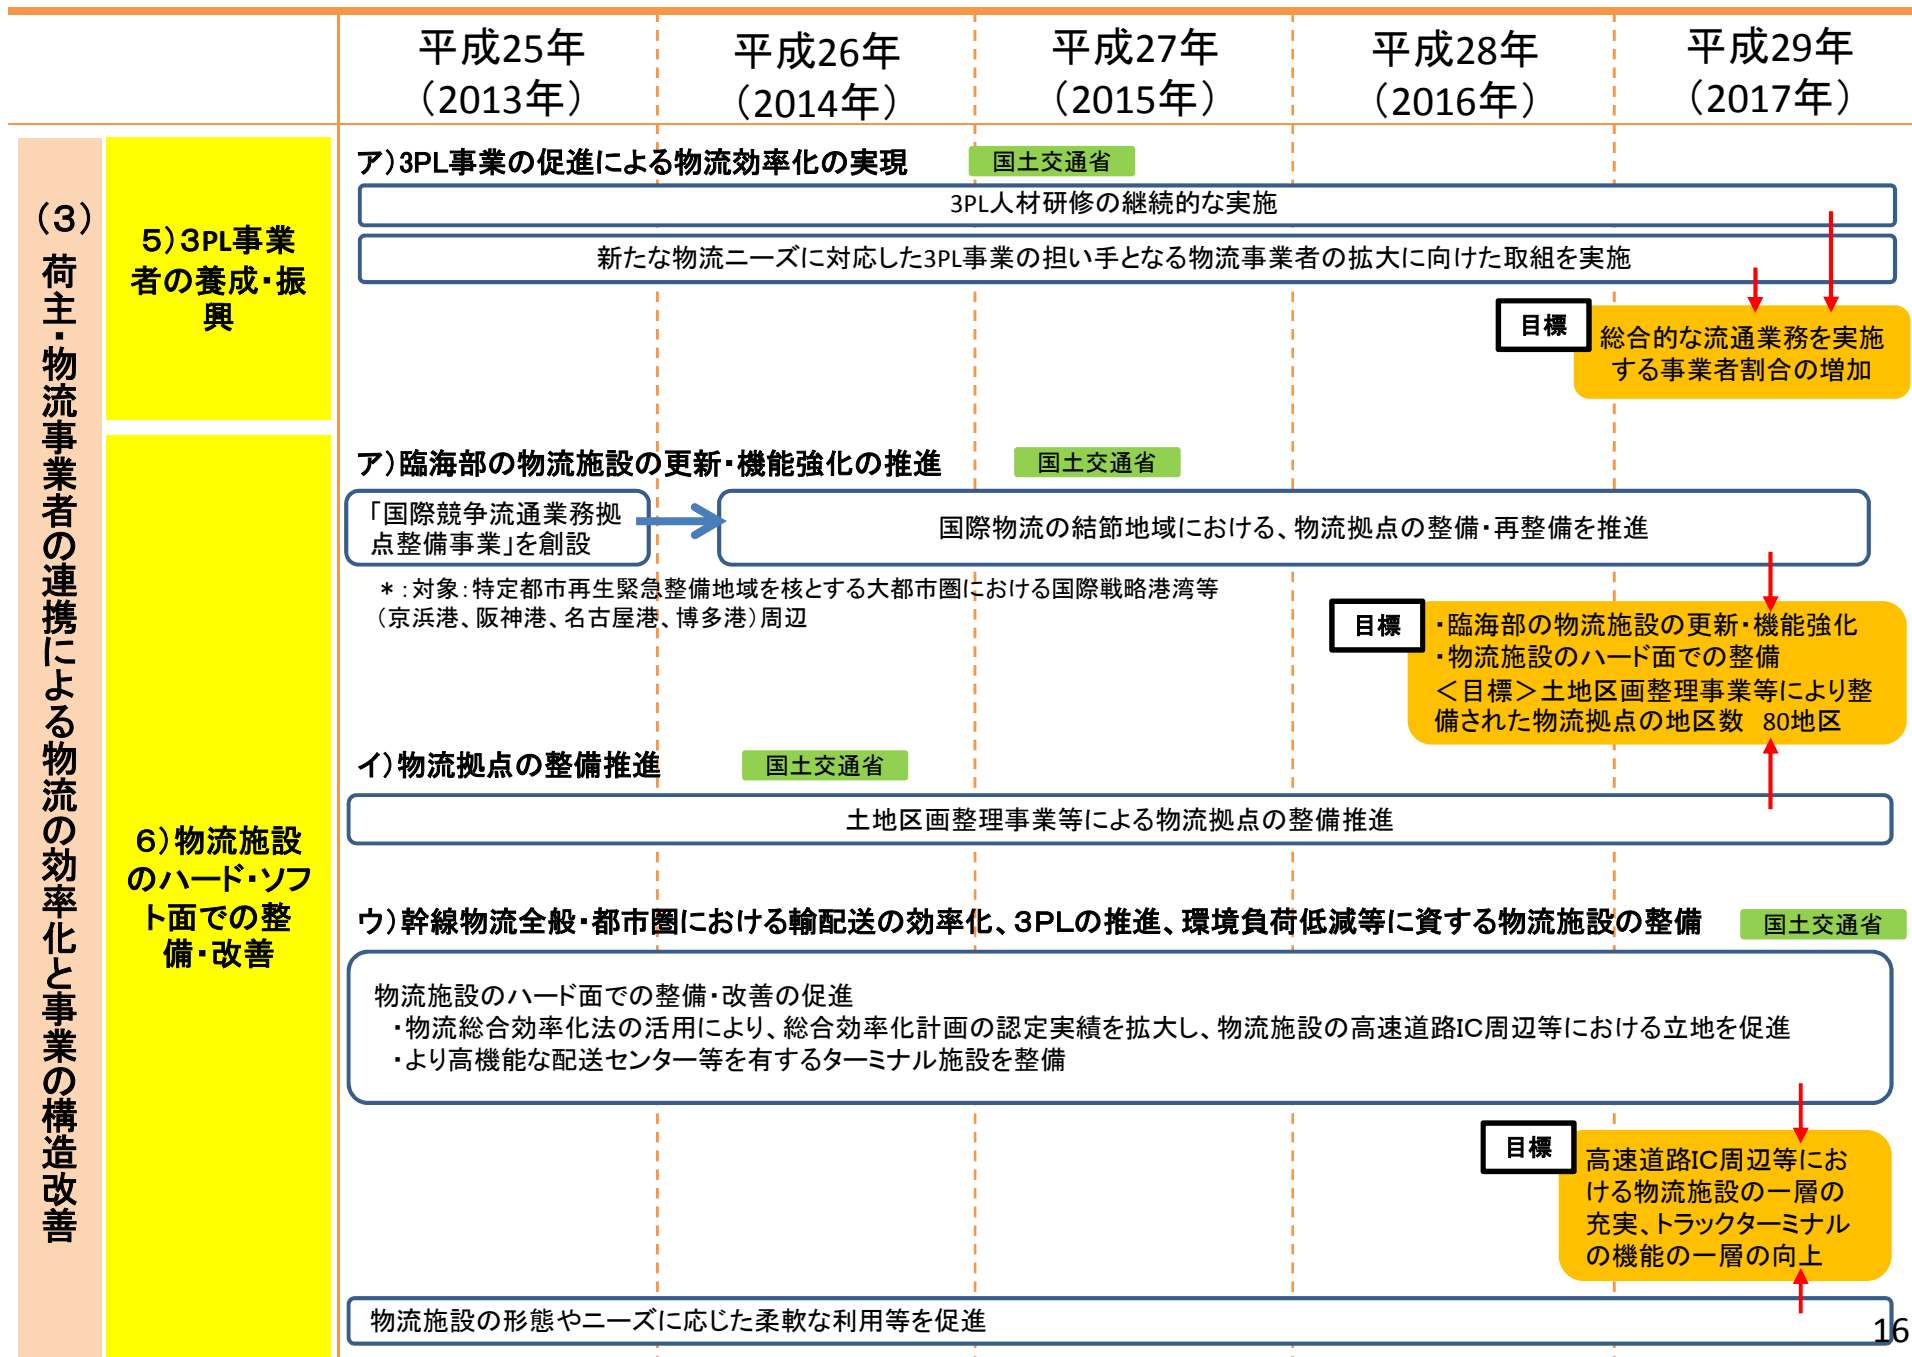 平成25年
（2013年）
平成26年
（2014年）
平成27年
（2015年）
平成28年
（2016年）
平成29年
（2017年）
（3）荷主・物流事業者の連携による物流の効率化と事業の構造改善
5）3PL事業
者の養成・振
興
ア）3PL事業の促進による物流効率化の実現
国土交通省
3PL人材研修の継続的な実施
新たな物流ニーズに対応した3PL事業の担い手となる物流事業者の拡大に向けた取組を実施
目標
総合的な流通業務を実施
する事業者割合の増加
6）物流施設
のハード・ソフ
ト面での整
備・改善
ア）臨海部の物流施設の更新・機能強化の推進
国土交通省
「国際競争流通業務拠
点整備事業」を創設
国際物流の結節地域における、物流拠点の整備・再整備を推進
＊：対象：特定都市再生緊急整備地域を核とする大都市圏における国際戦略港湾等
（京浜港、阪神港、名古屋港、博多港）周辺
目標
・臨海部の物流施設の更新・機能強化
・物流施設のハード面での整備
＜目標＞土地区画整理事業等により整
備された物流拠点の地区数　80地区
イ）物流拠点の整備推進
国土交通省
土地区画整理事業等による物流拠点の整備推進
ウ）幹線物流全般・都市圏における輸配送の効率化、3PLの推進、環境負荷低減等に資する物流施設の整備
国土交通省
物流施設のハード面での整備・改善の促進
・物流総合効率化法の活用により、総合効率化計画の認定実績を拡大し、物流施設の高速道路IC周辺等における立地を促進
・より高機能な配送センター等を有するターミナル施設を整備
目標
高速道路IC周辺等にお
ける物流施設の一層の
充実、トラックターミナル
の機能の一層の向上
物流施設の形態やニーズに応じた柔軟な利用等を促進
16